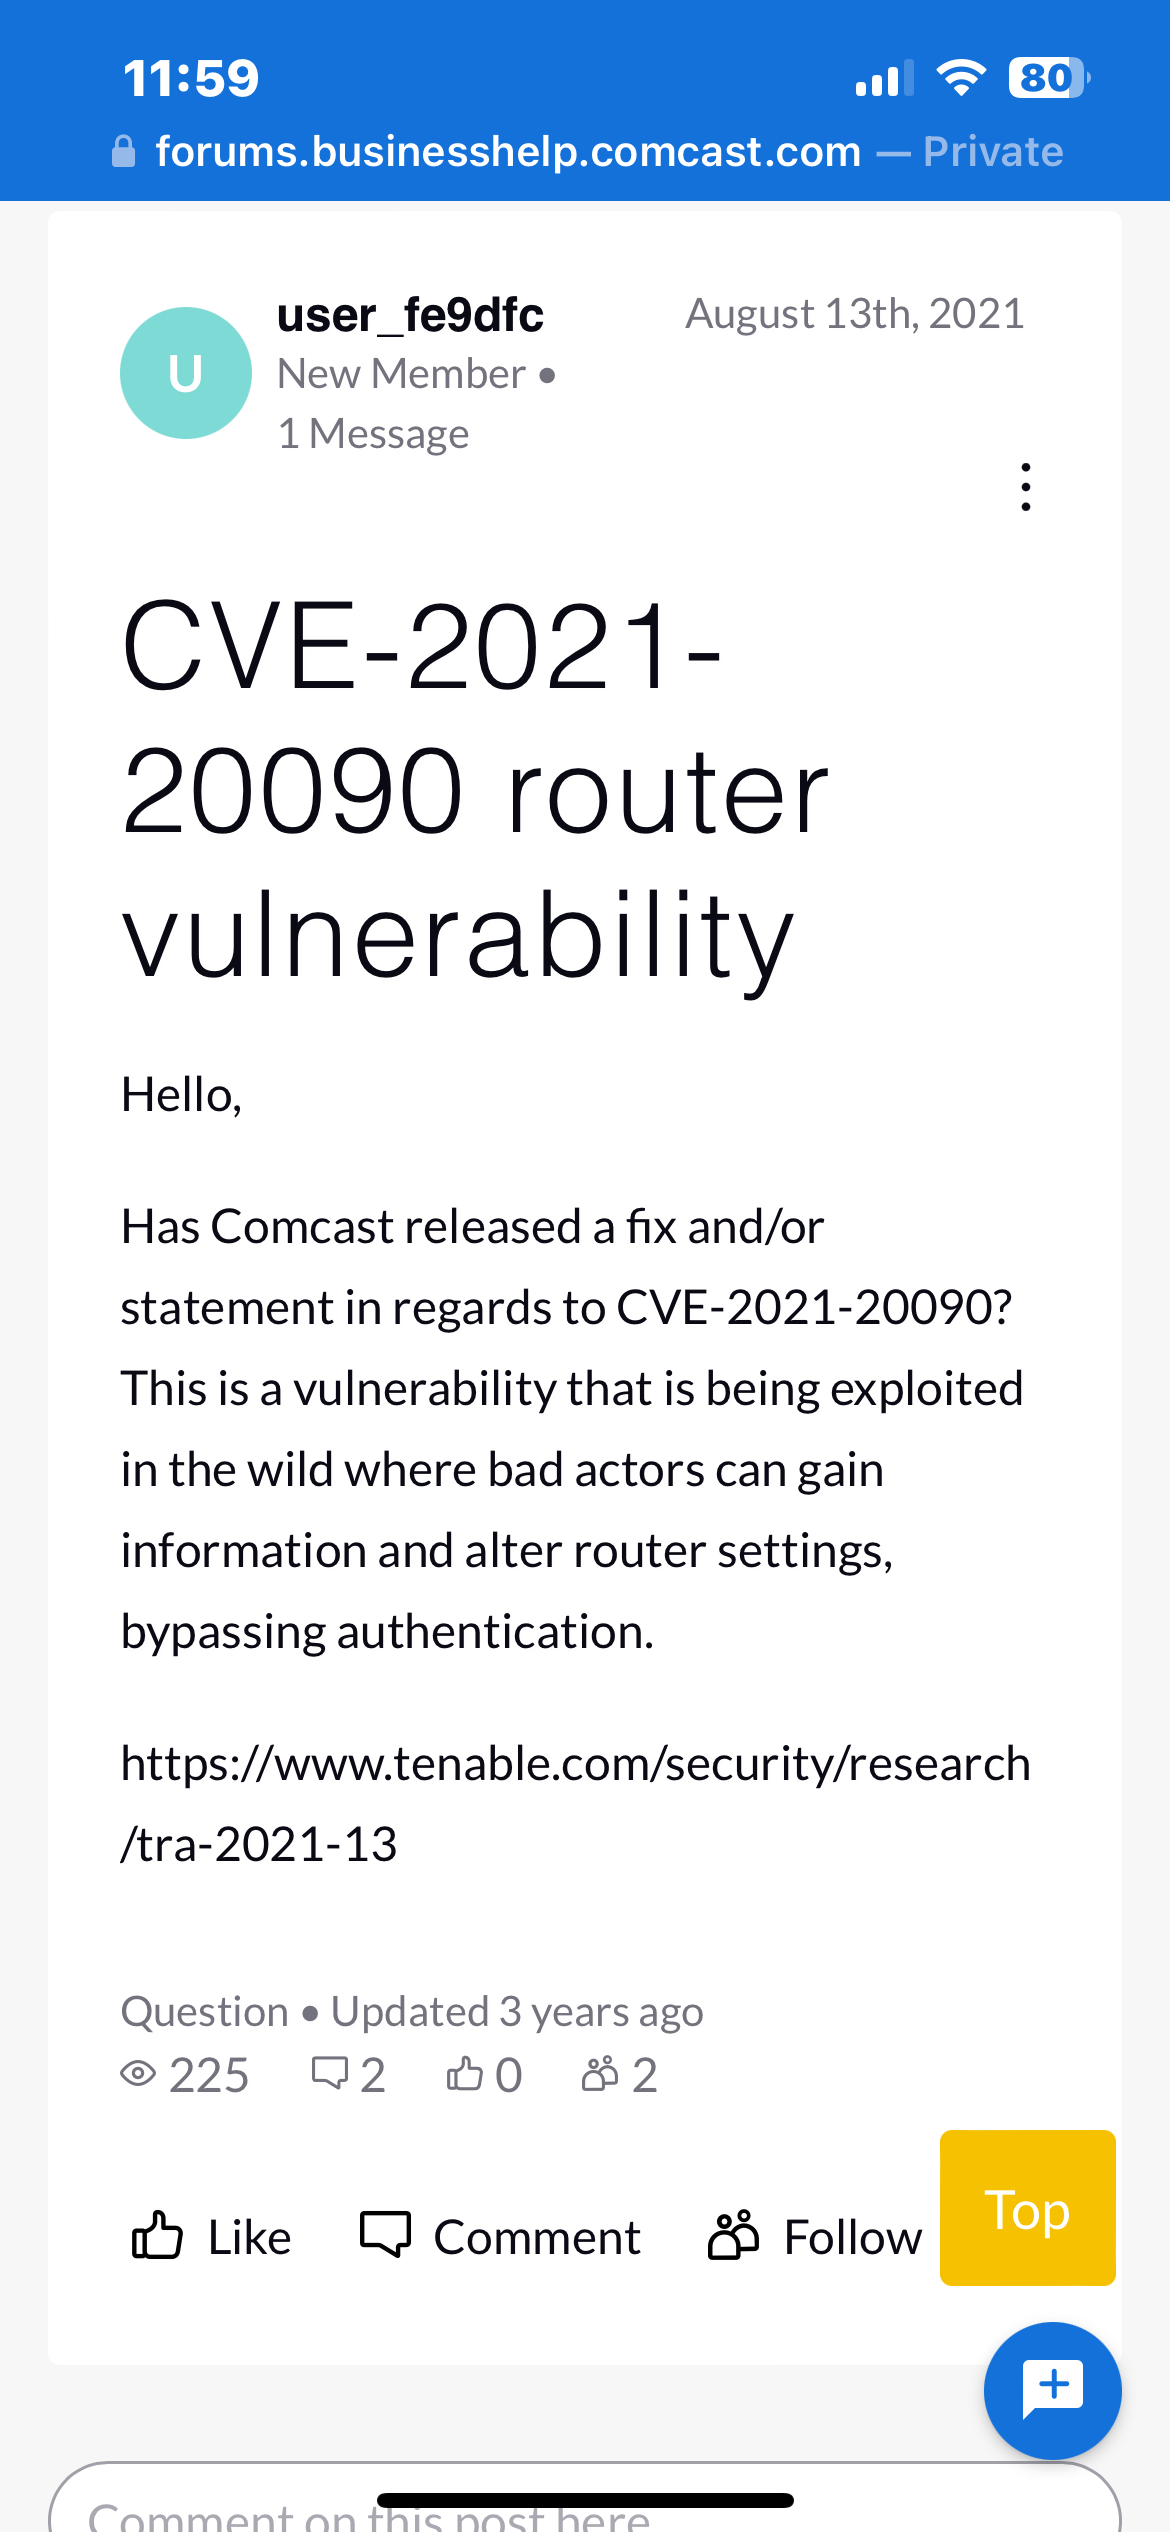 11:59
80
forums.businesshelp.comcast.com — Private
U
user_fe9dfc
August 13th, 2021
New Member •
1 Message
CVE-2021-
20090 router
vulnerability
Hello,
Has Comcast released a fix and/or
statement in regards to CVE-2021-20090?
This is a vulnerability that is being exploited
in the wild where bad actors can gain
information and alter router settings,
bypassing authentication.
https://www.tenable.com/security/research
/tra-2021-13
Question • Updated 3 years ago
225 2 0 2
Top
Like Comment Follow
Comment on this post here